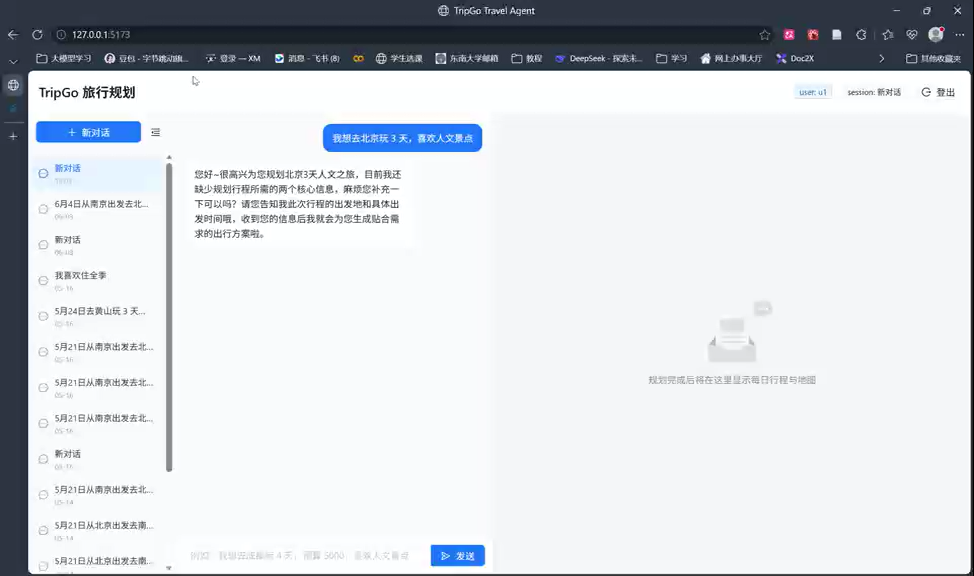 TripGo Travel Agent
127.0.0.1:5173
大模型学习
豆包 - 字节跳动旗...
登录 — XM
消息 - 飞书 (8)
学生选课
东南大学邮箱
教程
DeepSeek - 探索未...
学习
网上办事大厅
Doc2X
其他收藏夹
TripGo 旅行规划
user: u1
session: 新对话
登出
+ 新对话
我想去北京玩 3 天，喜欢人文景点
您好~很高兴为您规划北京3天人文之旅，目前我还
缺少规划行程所需的两个核心信息，麻烦您补充一
下可以吗？请您告知我此次行程的出发地和具体出
发时间哦，收到您的信息后我就会为您生成贴合需
求的出行方案啦。
新对话
6月4日从南京出发去北...
新对话
我喜欢住全季
05-16
5月24日去黄山玩 3 天...
05-16
5月21日从南京出发去北...
05-16
5月21日从南京出发去北...
05-16
5月21日从南京出发去北...
05-16
新对话
05-16
5月21日从南京出发去北...
05-14
5月21日从北京出发去南...
05-14
5月21日从北京出发去南...
规划完成后将在这里显示每日行程与地图
发送